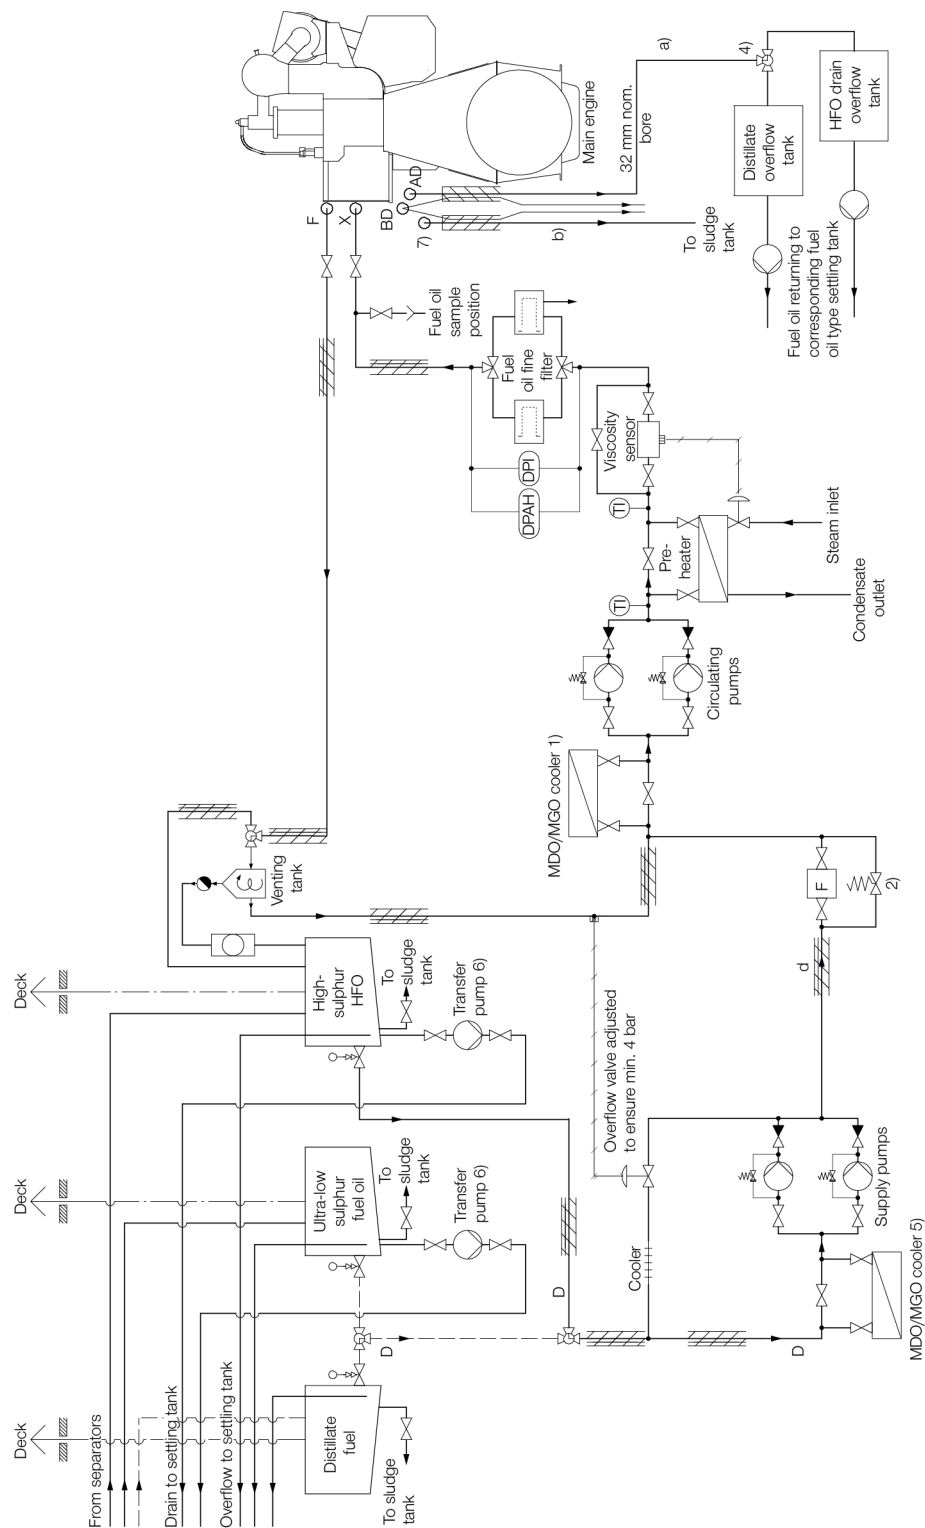 Deck
Deck
Deck
From separators
Drain to settling tank
Overflow to settling tank
Distillate
fuel
To sludge
tank
Ultra-low
sulphur
fuel oil
To
sludge
tank
Transfer
pump 6)
High-
sulphur
HFO
To
sludge
tank
Transfer
pump 6)
Venting
tank
D
D
D
Cooler
Overflow valve adjusted
to ensure min. 4 bar
MDO/MGO cooler 5)
Supply pumps
d
F
2)
MDO/MGO cooler 1)
Circulating
pumps
TI
Pre-
heater
TI
Steam inlet
Condensate
outlet
Viscosity
sensor
DPAH
DPI
Fuel
oil fine
filter
Fuel oil
sample
position
F
X
BD
AD
7)
Main engine
32 mm nom.
bore
a)
b)
To
sludge
tank
4)
Distillate
overflow
tank
HFO drain
overflow
tank
Fuel oil returning to
corresponding fuel
oil type settling tank